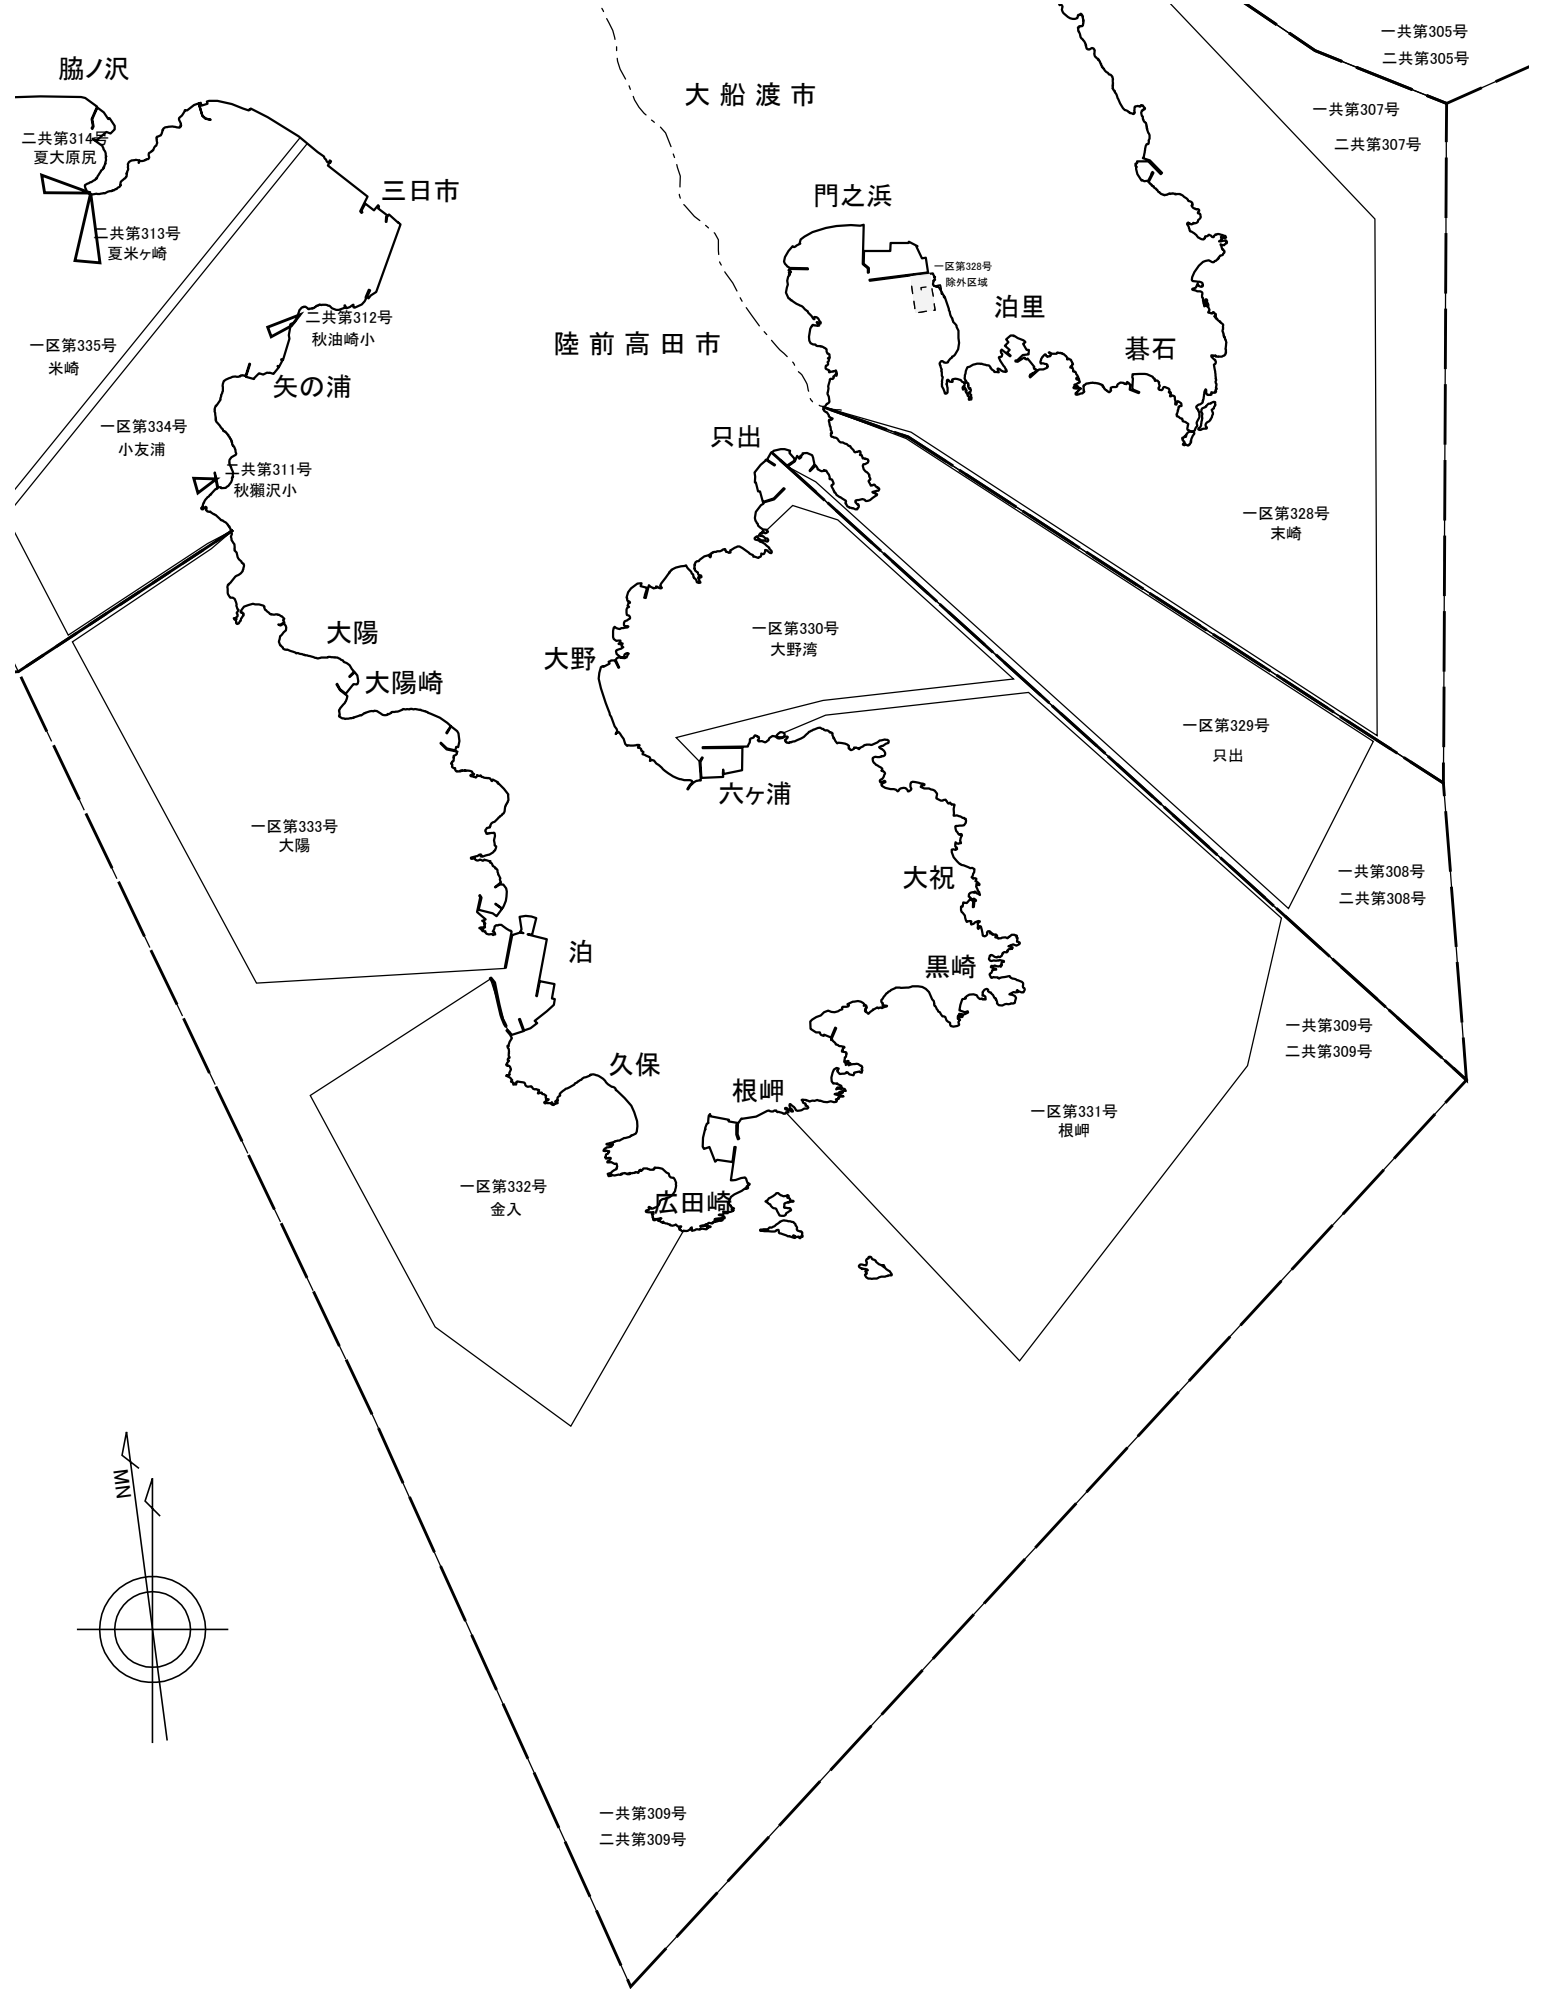 一共第305号
二共第305号
脇ノ沢
大船渡市
一共第307号
二共第307号
二共第314号
夏大原尻
三日市
門之浜
二共第313号
夏米ヶ崎
一区第328号
除外区域
泊里
二共第312号
秋油崎小
陸前高田市
碁石
一区第335号
米崎
矢の浦
一区第334号
小友浦
只出
二共第311号
秋獺沢小
一区第328号
末崎
大陽
一区第330号
大野湾
大野
大陽崎
一区第329号
只出
六ヶ浦
一区第333号
大陽
大祝
一共第308号
二共第308号
泊
黒崎
一共第309号
二共第309号
久保
根岬
一区第331号
根岬
一区第332号
金入
広田崎
MN
一共第309号
二共第309号